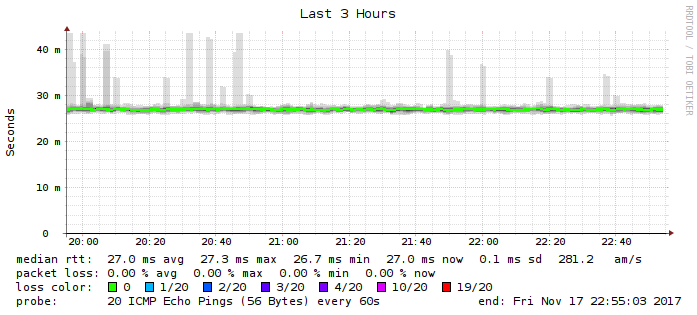 Last 3 Hours
RRDTOOL / TOBI OETIKER
Seconds
40 m
30 m
20 m
10 m
0
20:00 20:20 20:40 21:00 21:20 21:40 22:00 22:20 22:40
median rtt: 27.0 ms avg 27.3 ms max 26.7 ms min 27.0 ms now 0.1 ms sd 281.2 am/s
packet loss: 0.00 % avg 0.00 % max 0.00 % min 0.00 % now
loss color: 0 1/20 2/20 3/20 4/20 10/20 19/20
probe: 20 ICMP Echo Pings (56 Bytes) every 60s end: Fri Nov 17 22:55:03 2017